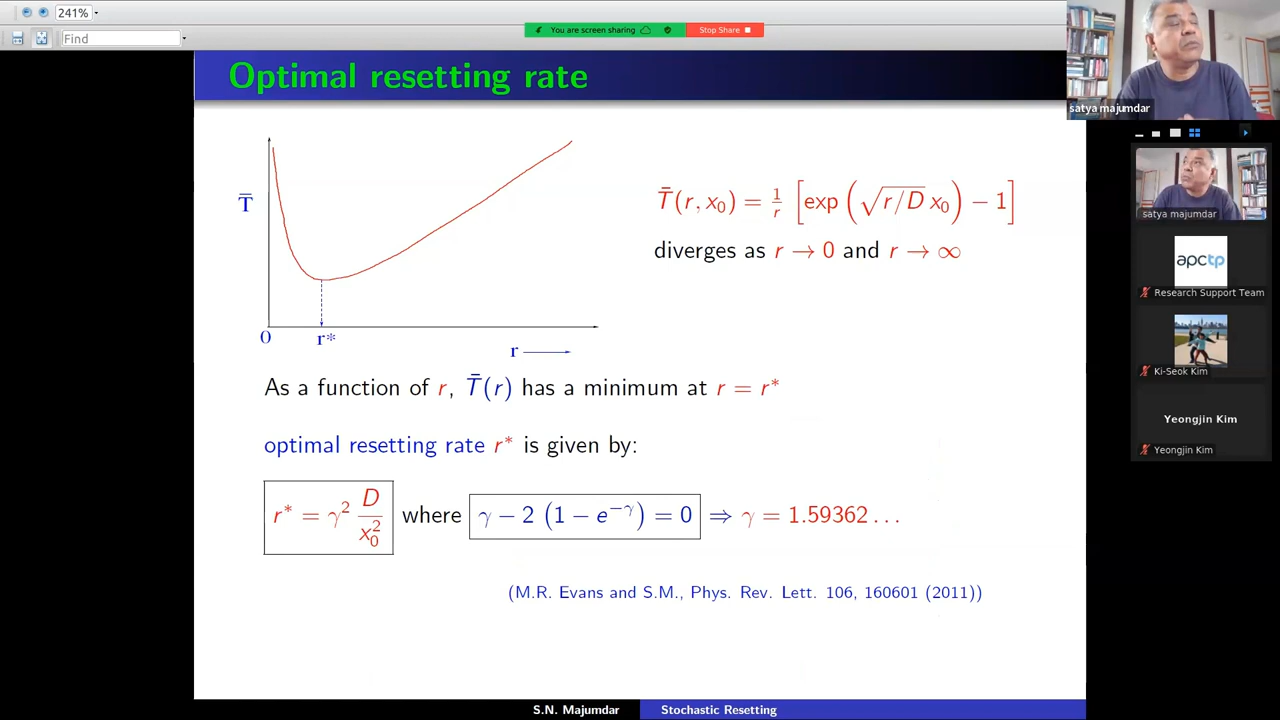 241%
You are screen sharing
Stop Share
Find
Optimal resetting rate
satya majumdar
T̄
0
r*
r
T̄(r, x₀) = 1/r [exp (√r/D x₀) − 1]
diverges as r → 0 and r → ∞
As a function of r, T̄(r) has a minimum at r = r*
optimal resetting rate r* is given by:
r* = γ² D/x₀² where γ − 2 (1 − e^−γ) = 0 ⇒ γ = 1.59362 . . .
(M.R. Evans and S.M., Phys. Rev. Lett. 106, 160601 (2011))
S.N. Majumdar
Stochastic Resetting
satya majumdar
apctp
Research Support Team
Ki-Seok Kim
Yeongjin Kim
Yeongjin Kim